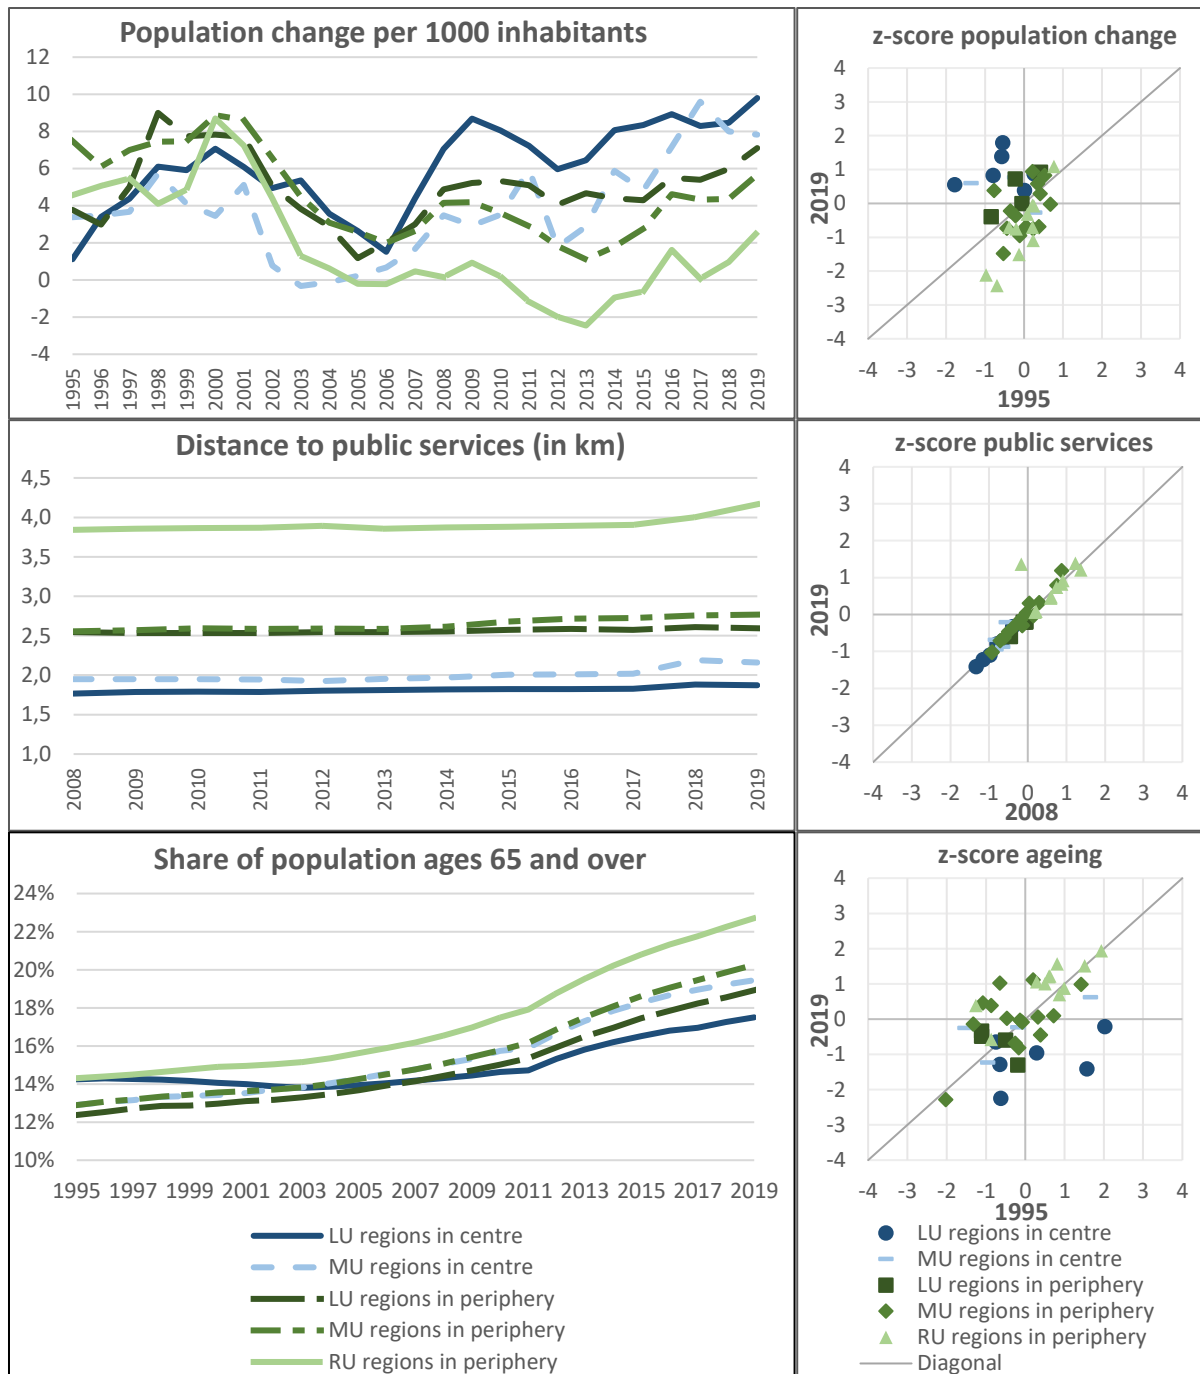 Population change per 1000 inhabitants
12
10
8
6
4
2
0
-2
-4
1995 1996 1997 1998 1999 2000 2001 2002 2003 2004 2005 2006 2007 2008 2009 2010 2011 2012 2013 2014 2015 2016 2017 2018 2019
z-score population change
4
3
2
1
0
-1
-2
-3
-4
2019
-4 -3 -2 -1 0 1 2 3 4
1995
Distance to public services (in km)
4,5
4,0
3,5
3,0
2,5
2,0
1,5
1,0
2008 2009 2010 2011 2012 2013 2014 2015 2016 2017 2018 2019
z-score public services
4
3
2
1
0
-1
-2
-3
-4
2019
-4 -3 -2 -1 0 1 2 3 4
2008
Share of population ages 65 and over
24%
22%
20%
18%
16%
14%
12%
10%
1995 1997 1999 2001 2003 2005 2007 2009 2011 2013 2015 2017 2019
LU regions in centre
MU regions in centre
LU regions in periphery
MU regions in periphery
RU regions in periphery
z-score ageing
4
3
2
1
0
-1
-2
-3
-4
2019
-4 -3 -2 -1 0 1 2 3 4
1995
LU regions in centre
MU regions in centre
LU regions in periphery
MU regions in periphery
RU regions in periphery
Diagonal